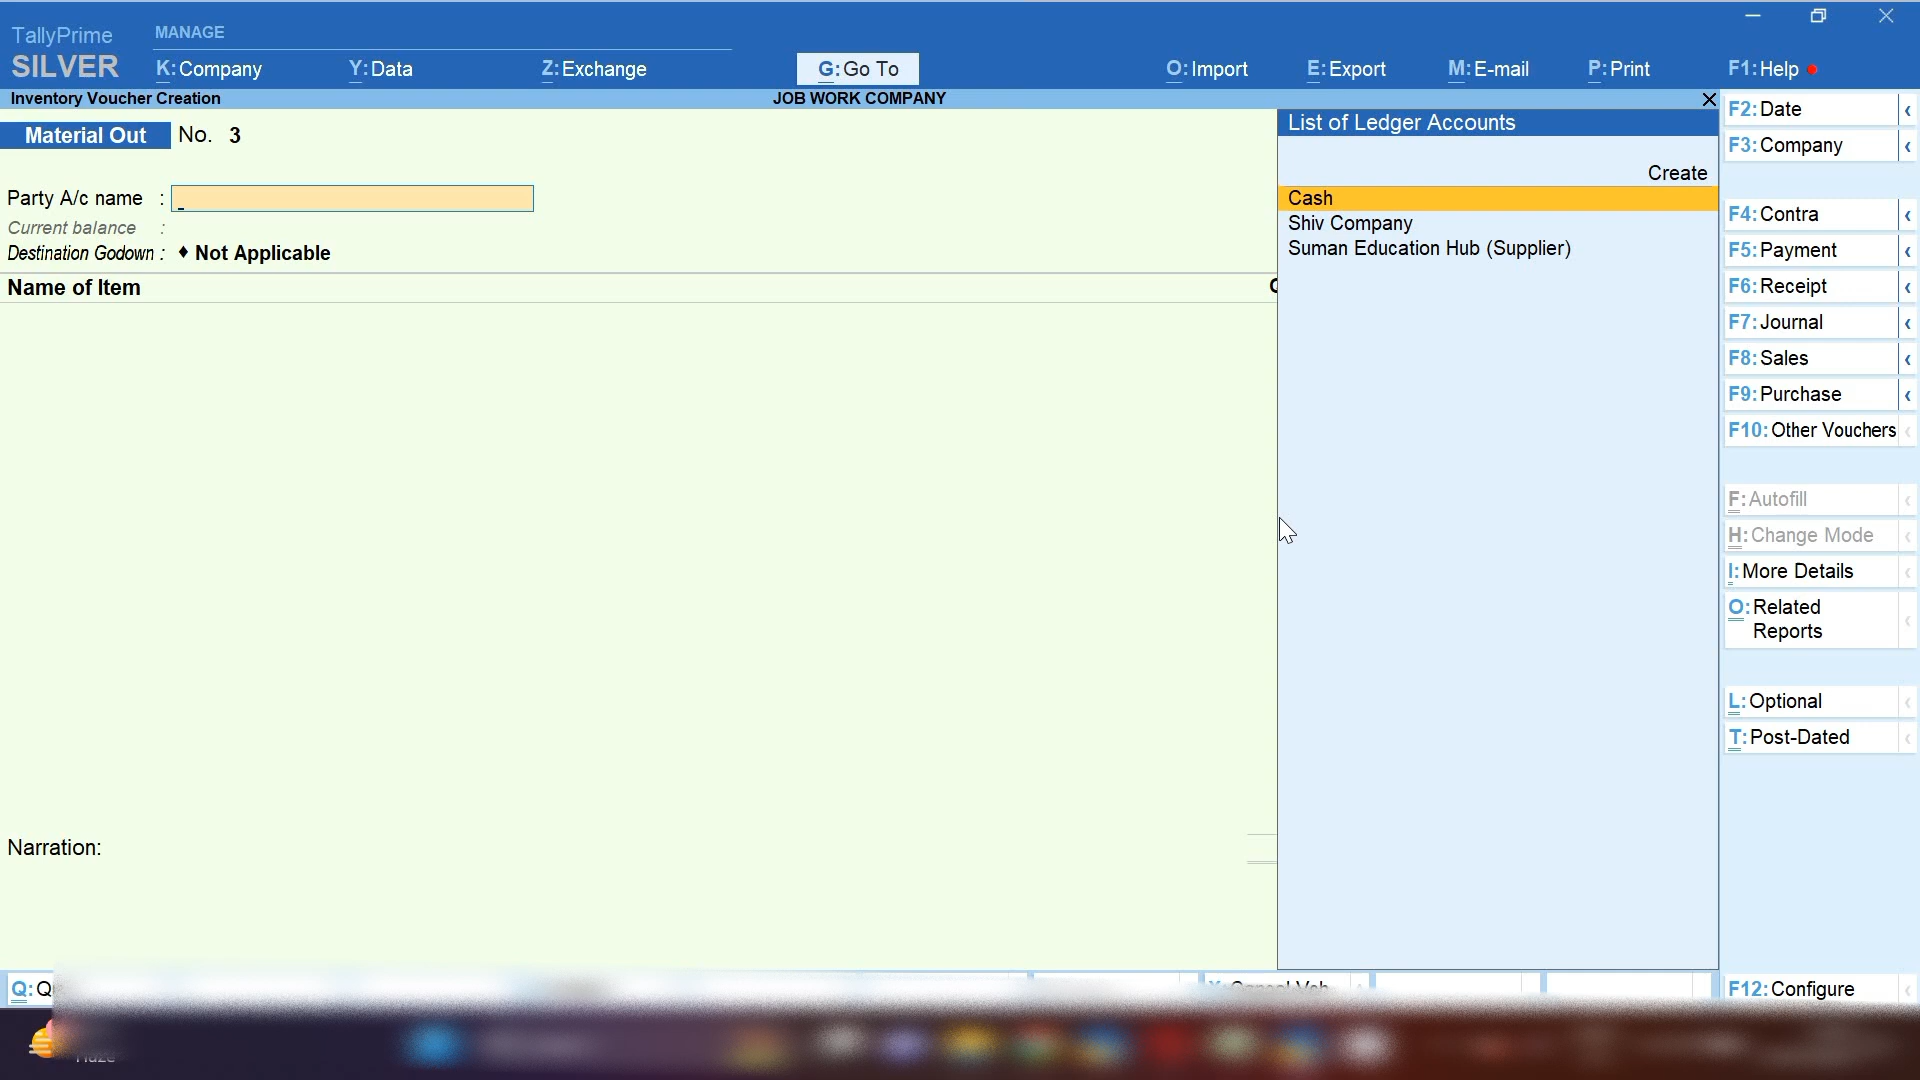 TallyPrime
SILVER
MANAGE
K:Company
Y:Data
Z:Exchange
G:Go To
O:Import
E:Export
M:E-mail
P:Print
F1:Help
Inventory Voucher Creation
JOB WORK COMPANY
Material Out No. 3
Party A/c name :
Current balance :
Destination Godown : ♦ Not Applicable
Name of Item
Narration:
List of Ledger Accounts
Create
Cash
Shiv Company
Suman Education Hub (Supplier)
F2:Date
F3:Company
F4:Contra
F5:Payment
F6:Receipt
F7:Journal
F8:Sales
F9:Purchase
F10:Other Vouchers
F:Autofill
H:Change Mode
I:More Details
O:Related
Reports
L:Optional
T:Post-Dated
F12:Configure
Q: